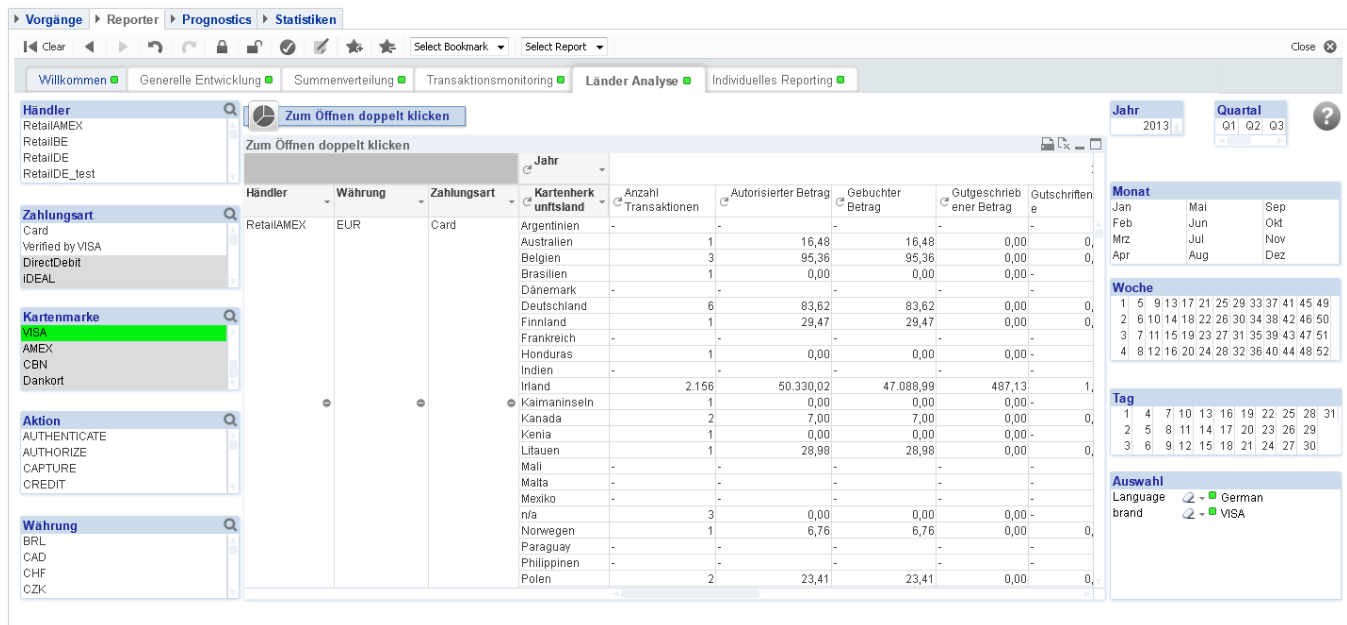 Vorgänge Reporter Prognostics Statistiken
Clear Select Bookmark Select Report Close
Willkommen Generelle Entwicklung Summenverteilung Transaktionsmonitoring Länder Analyse Individuelles Reporting
Händler
RetailAMEX
RetailBE
RetailDE
RetailDE_test
Zahlungsart
Card
Verified by VISA
DirectDebit
iDEAL
Kartenmarke
VISA
AMEX
CBN
Dankort
Aktion
AUTHENTICATE
AUTHORIZE
CAPTURE
CREDIT
Währung
BRL
CAD
CHF
CZK
Zum Öffnen doppelt klicken
Zum Öffnen doppelt klicken
Jahr
Händler Währung Zahlungsart Kartenherk Anzahl Autorisierter Betrag Gebuchter Gutgeschrieb Gutschriften
unftsland Transaktionen Betrag ener Betrag e
RetailAMEX EUR Card Argentinien - - - - -
Australien 1 16,48 16,48 0,00 0,
Belgien 3 95,36 95,36 0,00 0,
Brasilien 1 0,00 0,00 0,00 -
Dänemark - - - - -
Deutschland 6 83,62 83,62 0,00 0,
Finnland 1 29,47 29,47 0,00 0,
Frankreich - - - - -
Honduras 1 0,00 0,00 0,00 -
Indien - - - - -
Irland 2.156 50.330,02 47.088,99 487,13 1,
Kaimaninseln 1 0,00 0,00 0,00 -
Kanada 2 7,00 7,00 0,00 0,
Kenia 1 0,00 0,00 0,00 -
Litauen 1 28,98 28,98 0,00 0,
Mali - - - - -
Malta - - - - -
Mexiko - - - - -
n/a 3 0,00 0,00 0,00 -
Norwegen 1 6,76 6,76 0,00 0,
Paraguay - - - - -
Philippinen - - - - -
Polen 2 23,41 23,41 0,00 0,
Jahr
2013
Quartal
Q1 Q2 Q3
?
Monat
Jan Mai Sep
Feb Jun Okt
Mrz Jul Nov
Apr Aug Dez
Woche
1 5 9 13 17 21 25 29 33 37 41 45 49
2 6 10 14 18 22 26 30 34 38 42 46 50
3 7 11 15 19 23 27 31 35 39 43 47 51
4 8 12 16 20 24 28 32 36 40 44 48 52
Tag
1 4 7 10 13 16 19 22 25 28 31
2 5 8 11 14 17 20 23 26 29
3 6 9 12 15 18 21 24 27 30
Auswahl
Language German
brand VISA